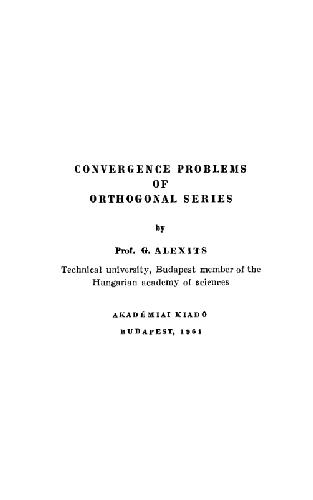 CONVERGENCE PROBLEMS
OF
ORTHOGONAL SERIES
by
Prof. G. ALEXITS
Technical university, Budapest member of the
Hungarian academy of sciences
AKADÉMIAI KIADÓ
BUDAPEST, 1961